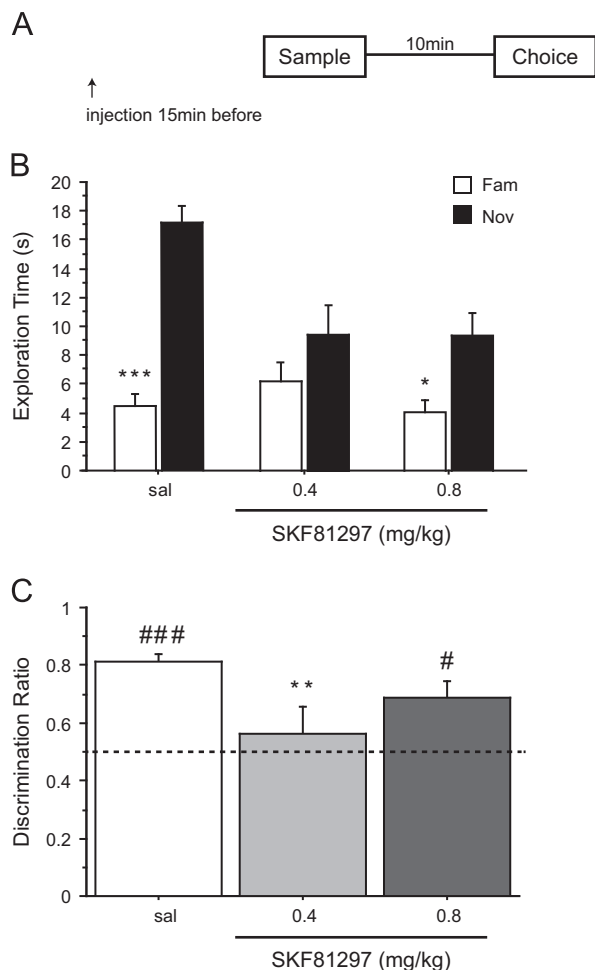 A
Sample
10min
Choice
injection 15min before
B
20
18
16
14
12
10
8
6
4
2
0
Exploration Time (s)
Fam
Nov
***
*
sal
0.4
0.8
SKF81297 (mg/kg)
C
1
0.8
0.6
0.4
0.2
0
Discrimination Ratio
###
**
#
sal
0.4
0.8
SKF81297 (mg/kg)